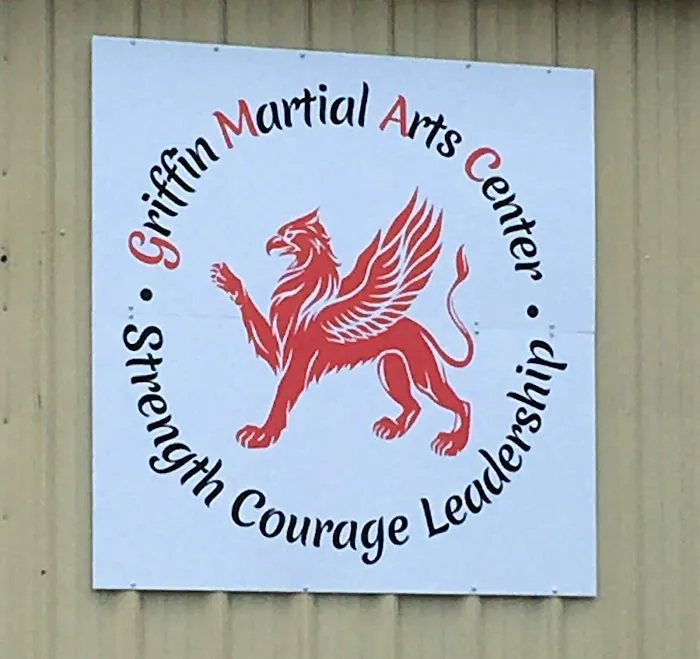 Griffin Martial Arts Center
Strength Courage Leadership